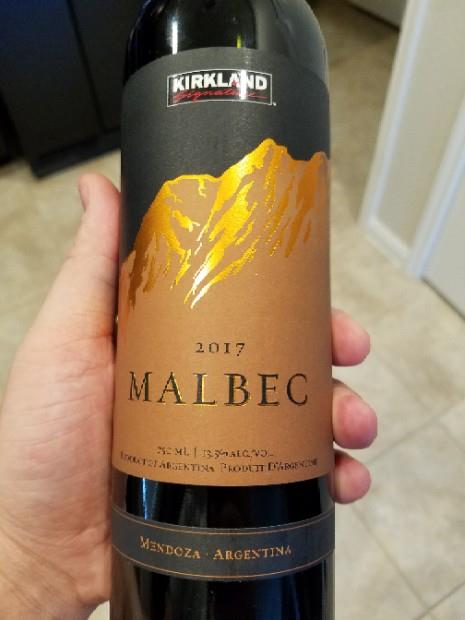 KIRKLAND
Signature
2017
MALBEC
750 ML | 13.5% ALC./VOL.
PRODUCT OF ARGENTINA PRODUIT D'ARGENTINE
MENDOZA · ARGENTINA